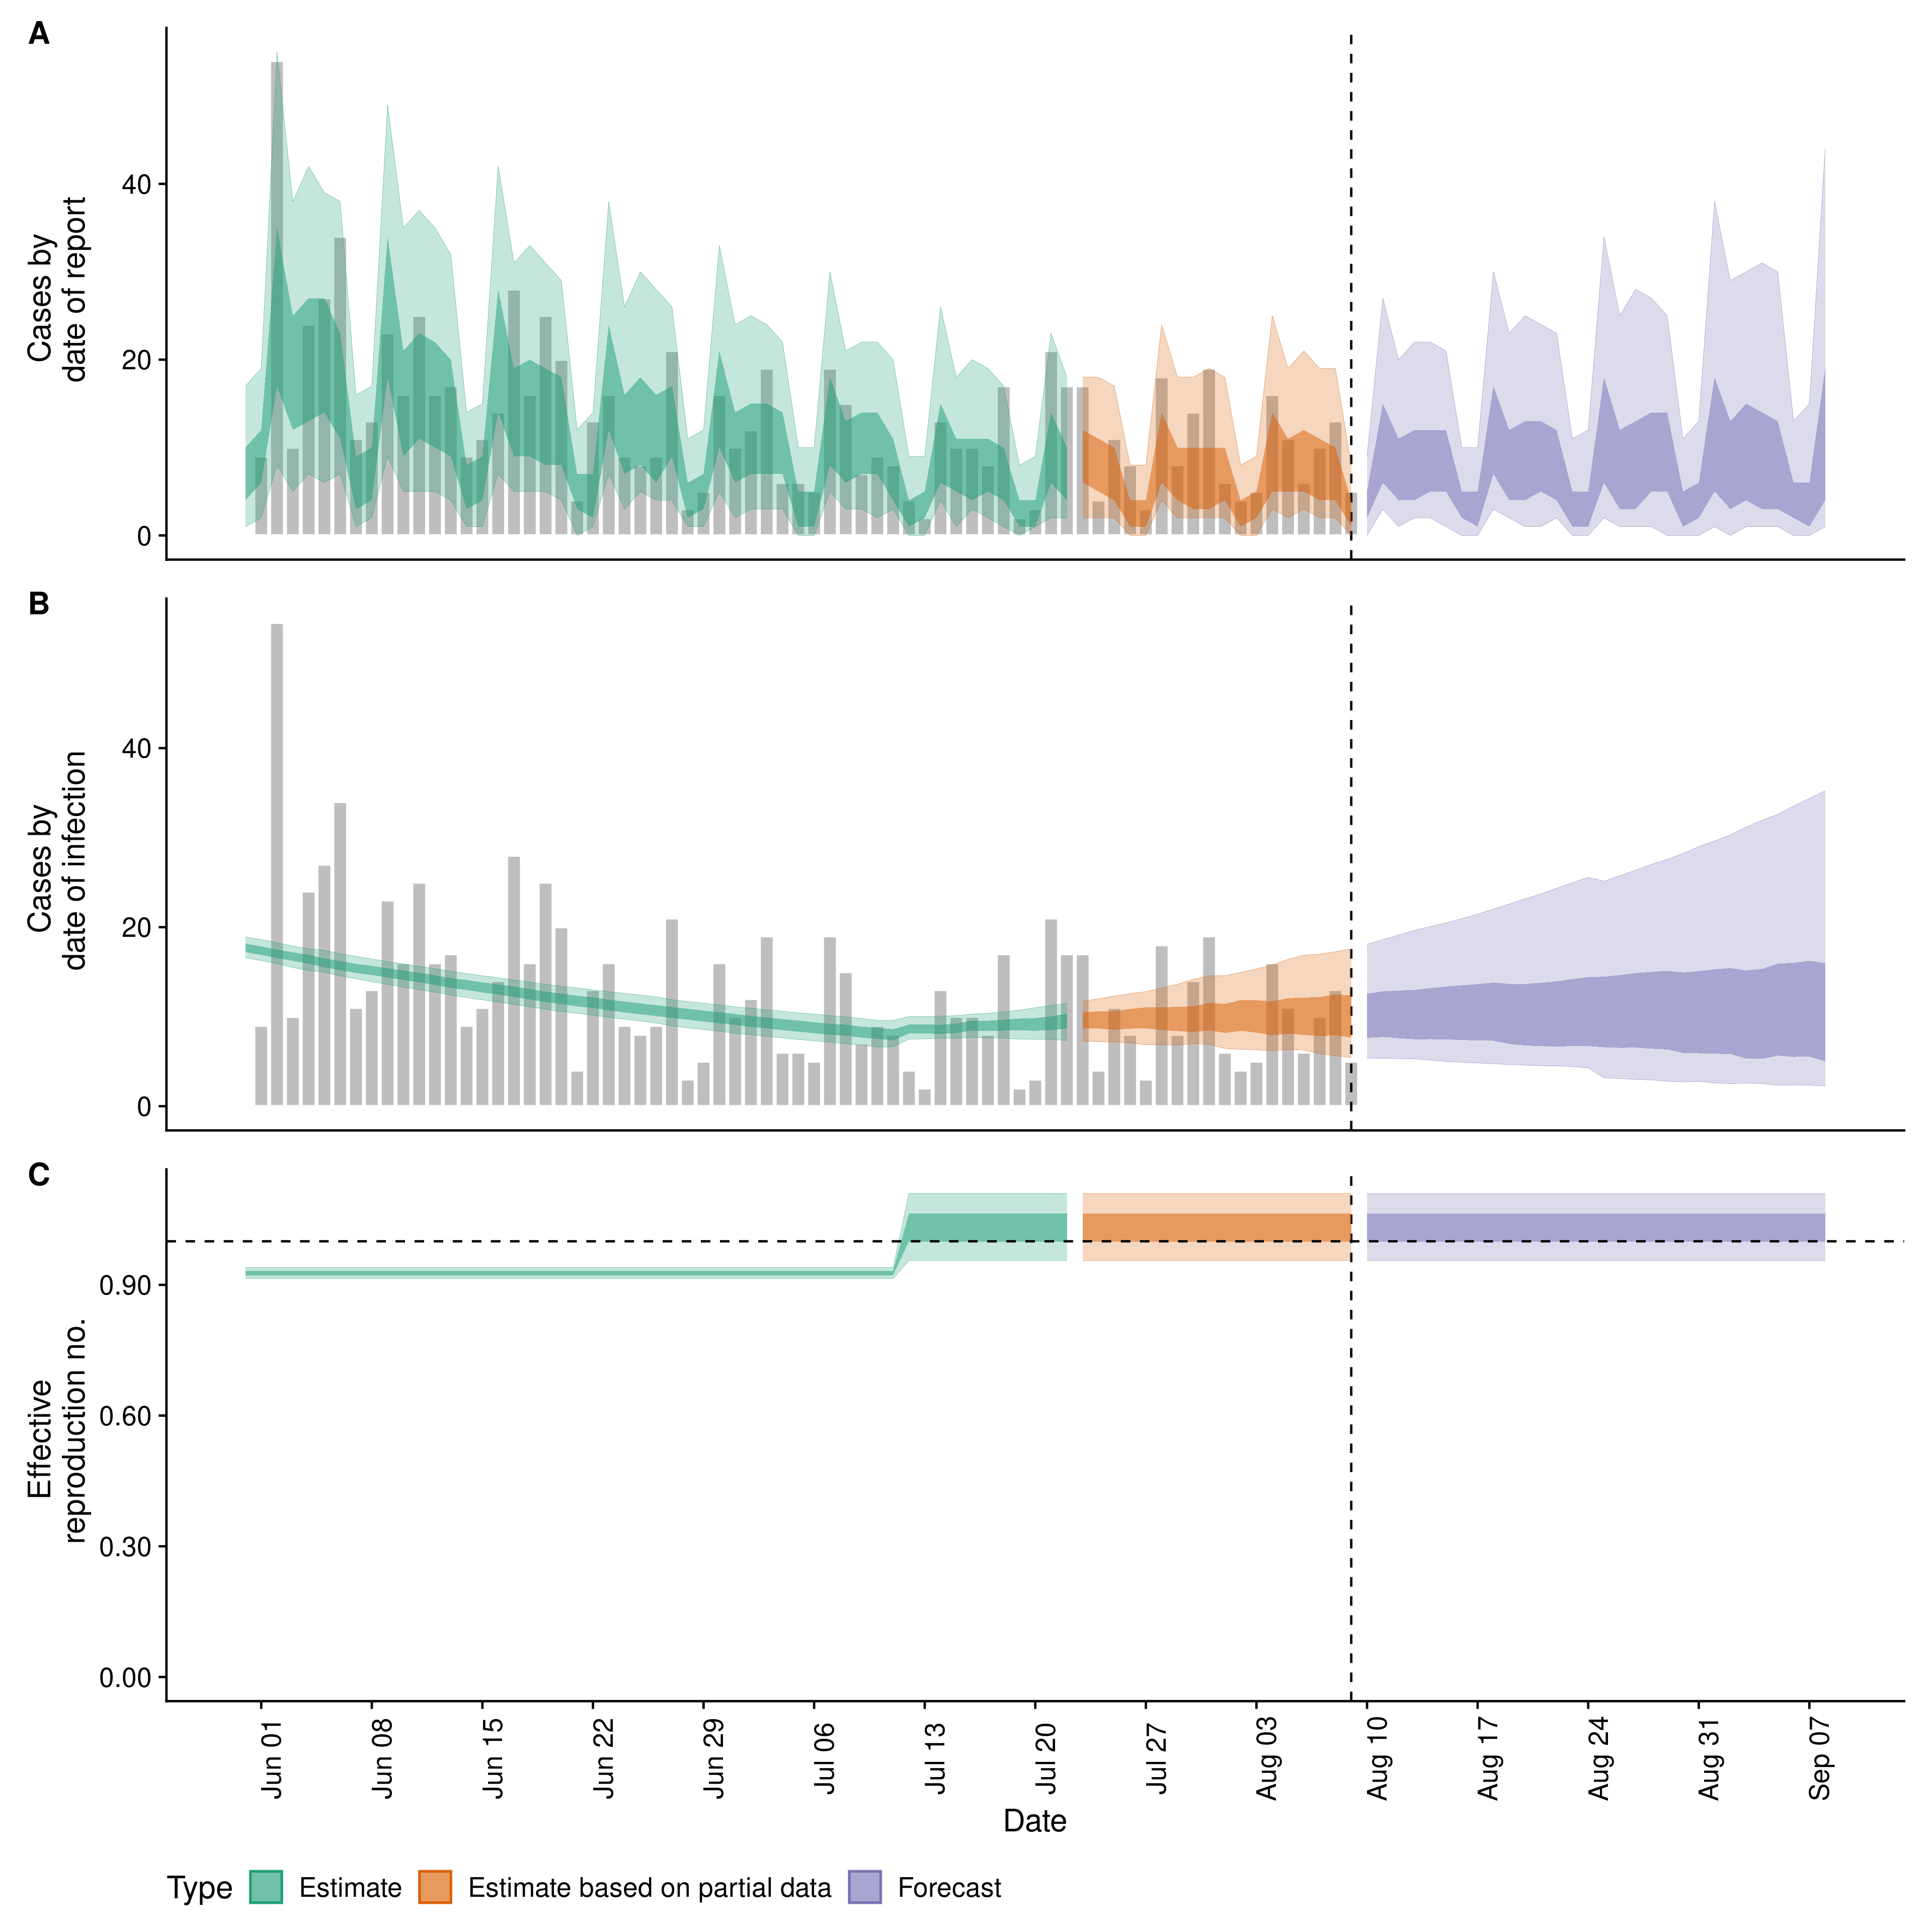 A
Cases by
date of report
40
20
0
B
Cases by
date of infection
40
20
0
C
Effective
reproduction no.
0.90
0.60
0.30
0.00
Jun 01
Jun 08
Jun 15
Jun 22
Jun 29
Jul 06
Jul 13
Jul 20
Jul 27
Aug 03
Aug 10
Aug 17
Aug 24
Aug 31
Sep 07
Date
Type Estimate Estimate based on partial data Forecast